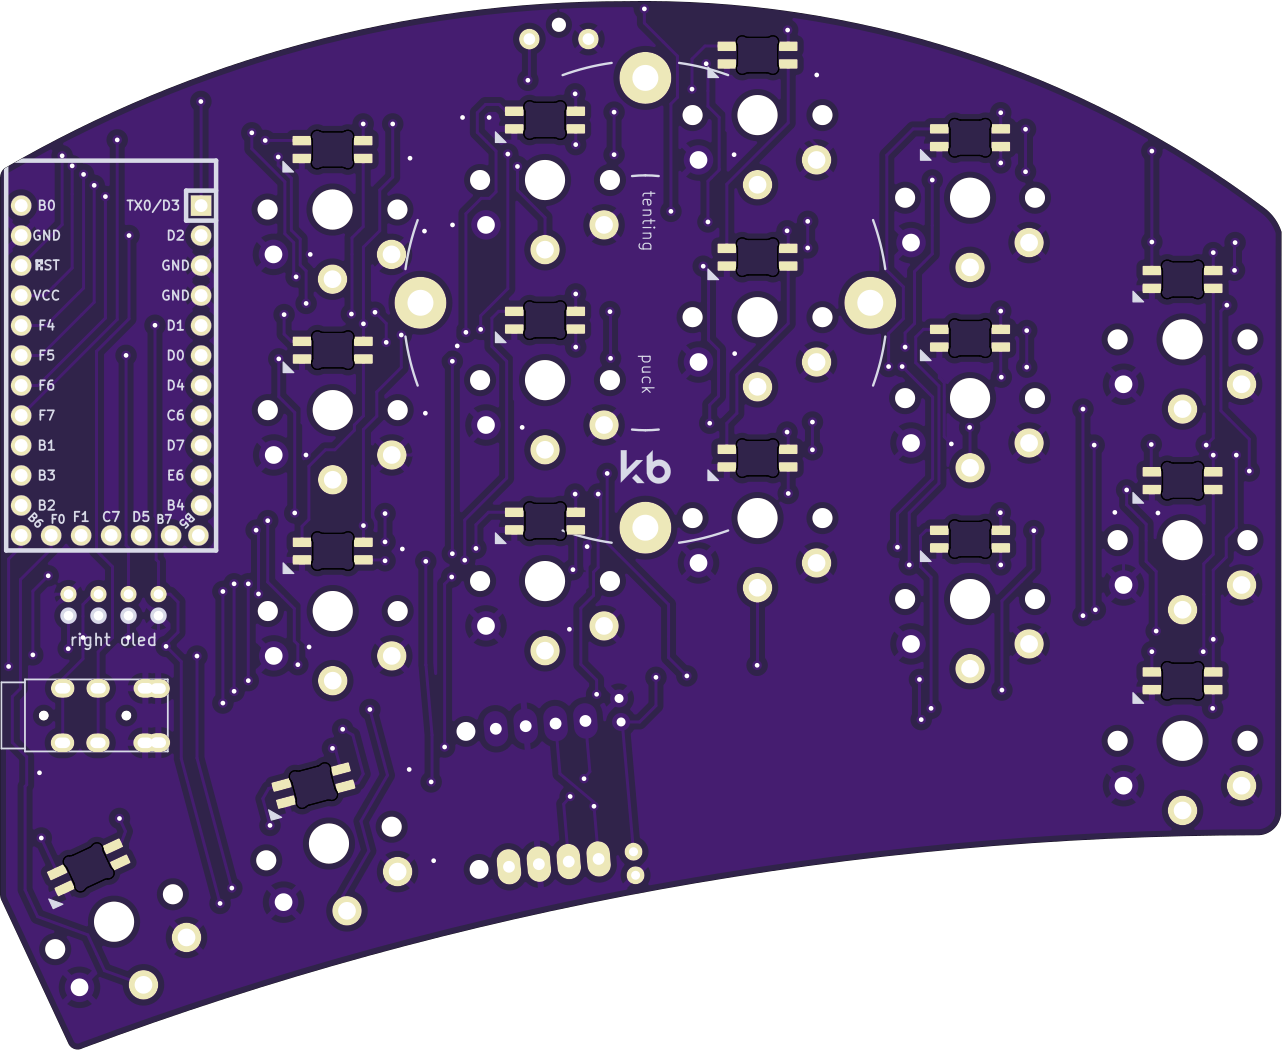 tenting
puck
kb
TX0/D3
B0
GND
RST
VCC
F4
F5
F6
F7
B1
B3
B2
D2
GND
GND
D1
D0
D4
C6
D7
E6
B4
B6 F0 F1 C7 D5 B7 B5
right oled